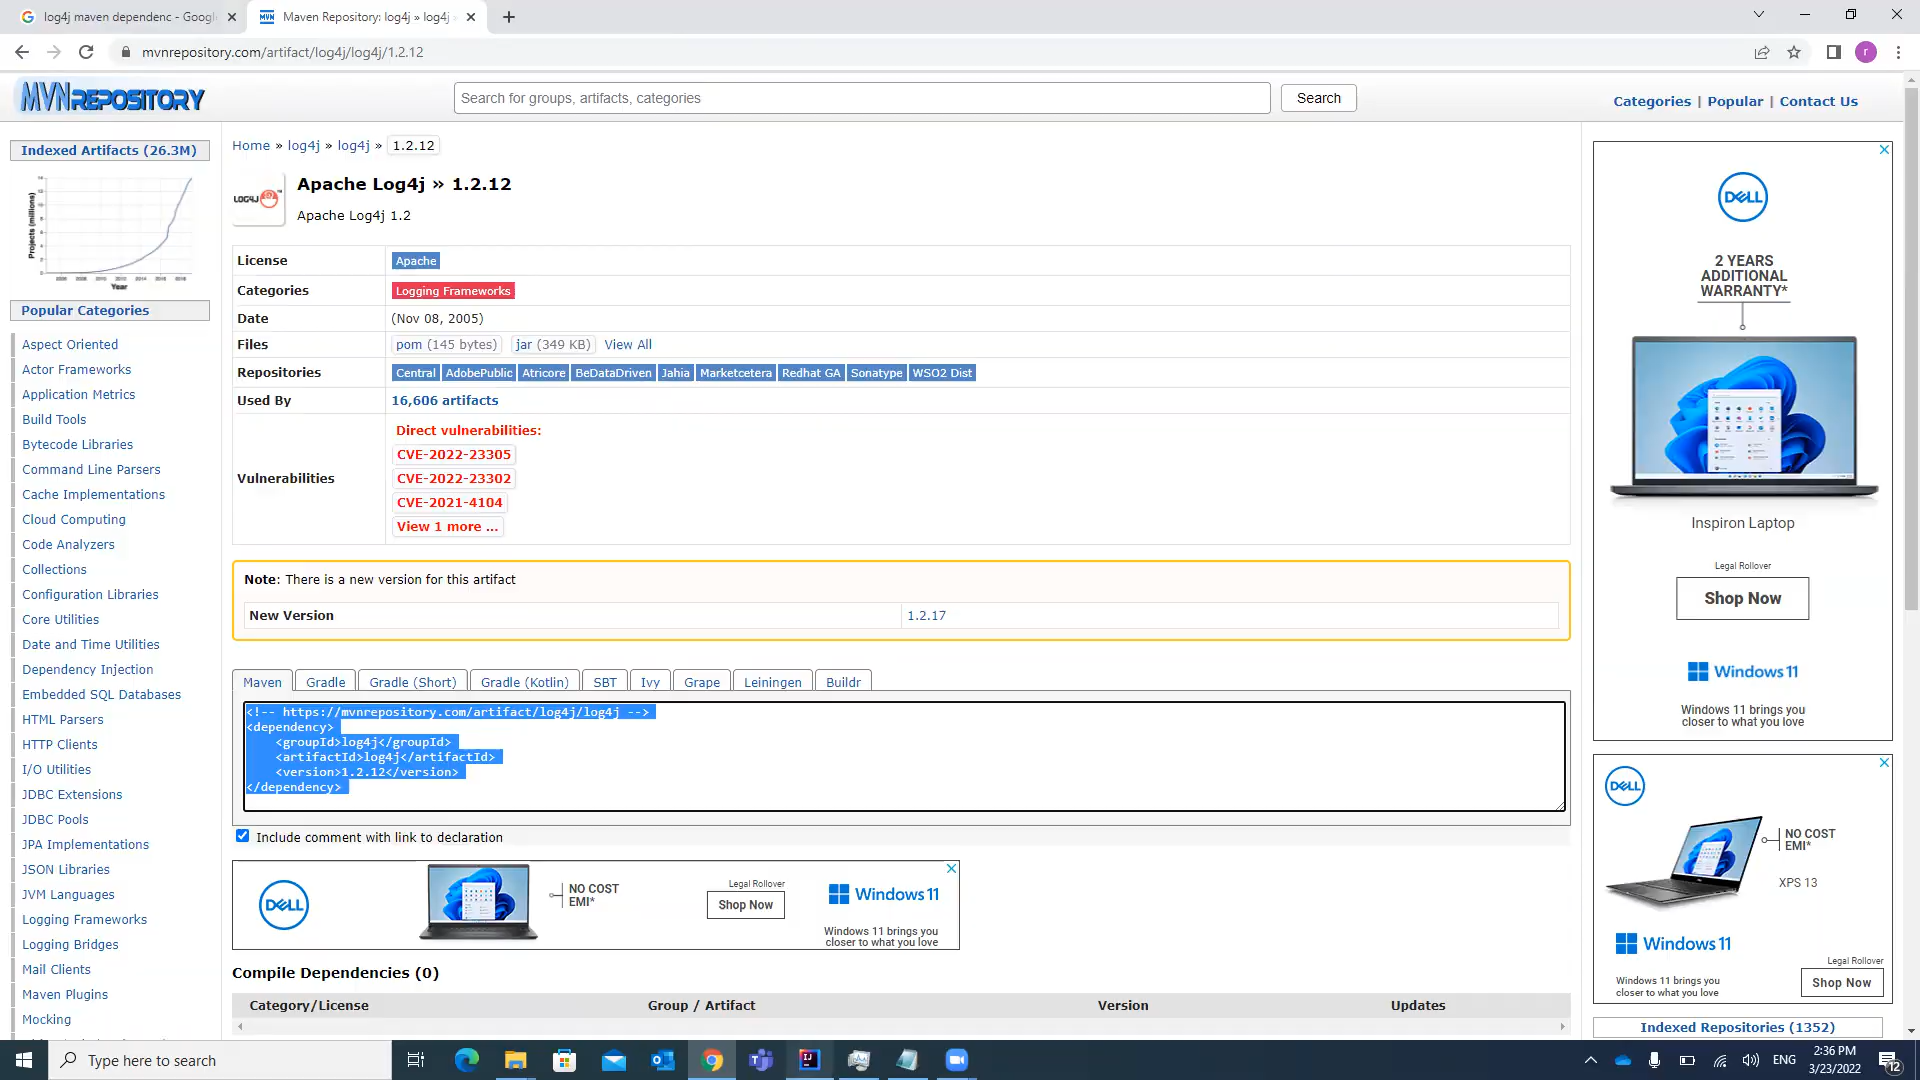 log4j maven dependenc - Googl
Maven Repository: log4j » log4j
mvnrepository.com/artifact/log4j/log4j/1.2.12
r
MVNREPOSITORY
Search for groups, artifacts, categories
Search
Categories | Popular | Contact Us
Indexed Artifacts (26.3M)
Projects (millions)
Year
Popular Categories
Aspect Oriented
Actor Frameworks
Application Metrics
Build Tools
Bytecode Libraries
Command Line Parsers
Cache Implementations
Cloud Computing
Code Analyzers
Collections
Configuration Libraries
Core Utilities
Date and Time Utilities
Dependency Injection
Embedded SQL Databases
HTML Parsers
HTTP Clients
I/O Utilities
JDBC Extensions
JDBC Pools
JPA Implementations
JSON Libraries
JVM Languages
Logging Frameworks
Logging Bridges
Mail Clients
Maven Plugins
Mocking
Home » log4j » log4j » 1.2.12
LOG4J
Apache Log4j » 1.2.12
Apache Log4j 1.2
License Apache
Categories Logging Frameworks
Date (Nov 08, 2005)
Files pom (145 bytes) jar (349 KB) View All
Repositories Central AdobePublic Atricore BeDataDriven Jahia Marketcetera Redhat GA Sonatype WSO2 Dist
Used By 16,606 artifacts
Vulnerabilities
Direct vulnerabilities:
CVE-2022-23305
CVE-2022-23302
CVE-2021-4104
View 1 more ...
Note: There is a new version for this artifact
New Version 1.2.17
Maven Gradle Gradle (Short) Gradle (Kotlin) SBT Ivy Grape Leiningen Buildr
<!-- https://mvnrepository.com/artifact/log4j/log4j -->
<dependency>
<groupId>log4j</groupId>
<artifactId>log4j</artifactId>
<version>1.2.12</version>
</dependency>
Include comment with link to declaration
DELL
NO COST
EMI*
Legal Rollover
Shop Now
Windows 11
Windows 11 brings you
closer to what you love
Compile Dependencies (0)
Category/License Group / Artifact Version Updates
DELL
2 YEARS
ADDITIONAL
WARRANTY*
Inspiron Laptop
Legal Rollover
Shop Now
Windows 11
Windows 11 brings you
closer to what you love
DELL
NO COST
EMI*
XPS 13
Windows 11
Windows 11 brings you
closer to what you love
Legal Rollover
Shop Now
Indexed Repositories (1352)
Type here to search
ENG
2:36 PM
3/23/2022
12